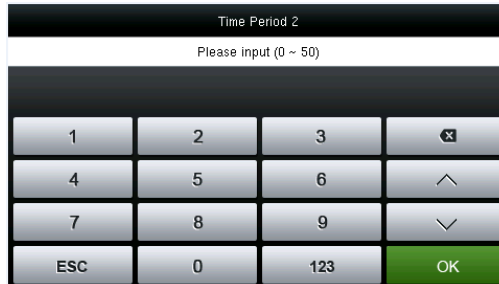 Time Period 2
Please input (0 ~ 50)
1 2 3
4 5 6
7 8 9
ESC 0 123 OK